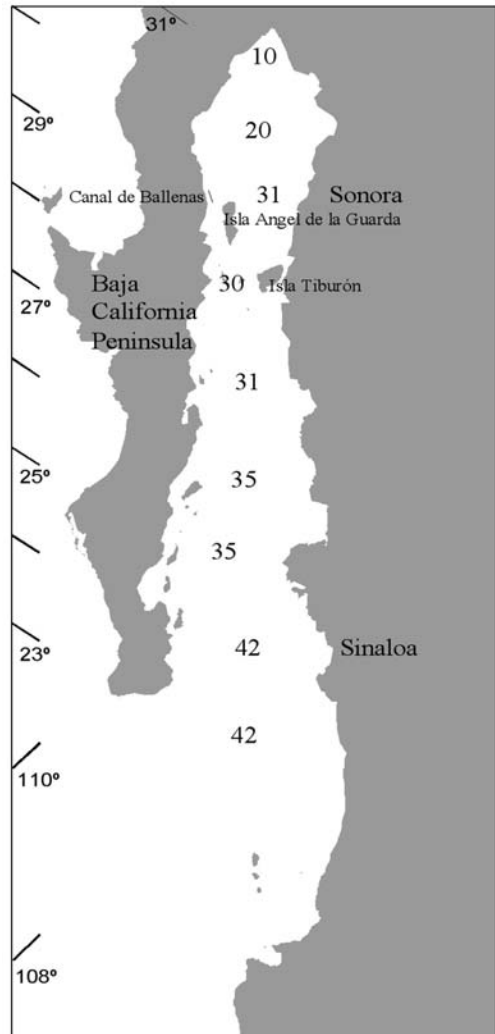 31º
10
29º
20
Canal de Ballenas \
31
Sonora
Isla Angel de la Guarda
Baja
California
Peninsula
30
Isla Tiburón
27º
31
25º
35
35
23º
42
Sinaloa
42
110º
108º